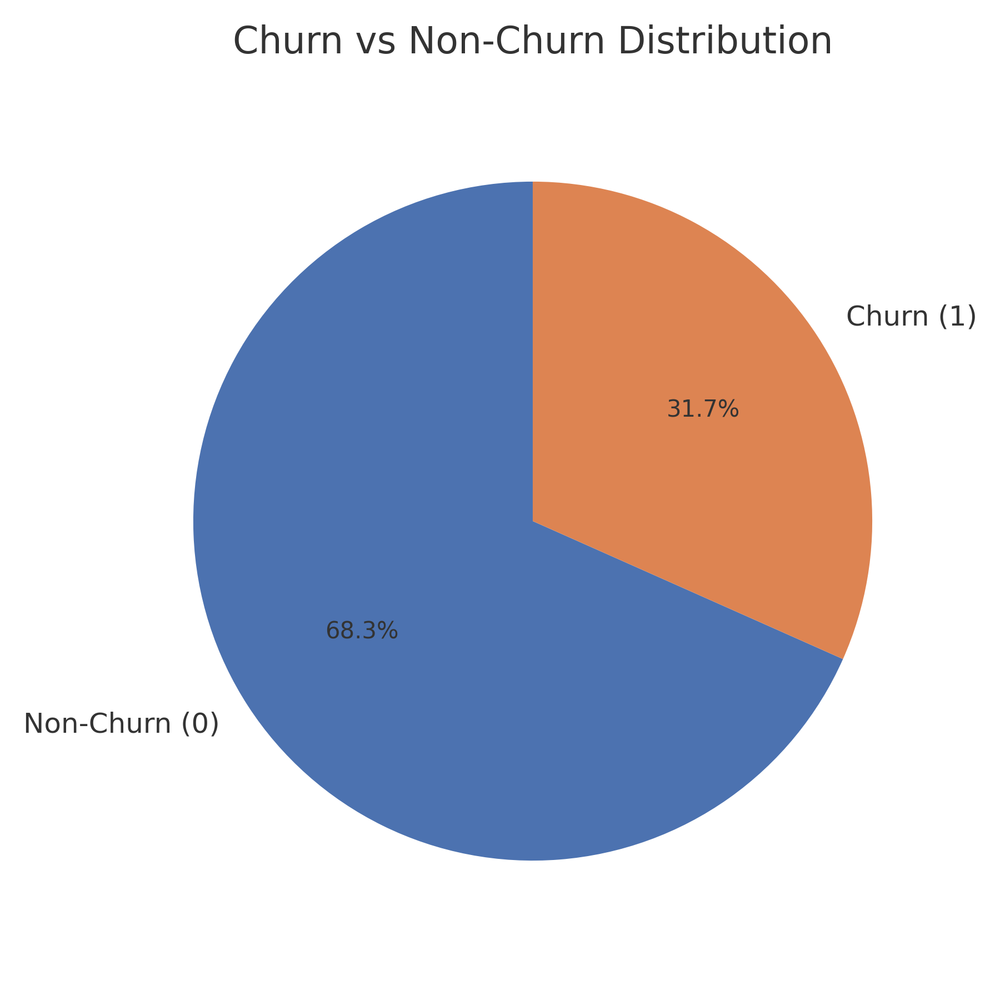 Churn vs Non-Churn Distribution
Churn (1)
31.7%
68.3%
Non-Churn (0)